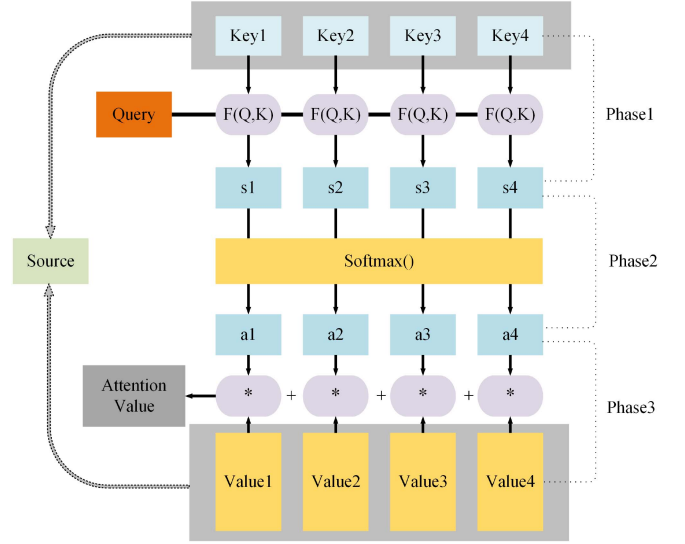 Key1 Key2 Key3 Key4
Query F(Q,K) F(Q,K) F(Q,K) F(Q,K) Phase1
s1 s2 s3 s4
Source Softmax() Phase2
a1 a2 a3 a4
Attention
Value
* + * + * + *
Phase3
Value1 Value2 Value3 Value4